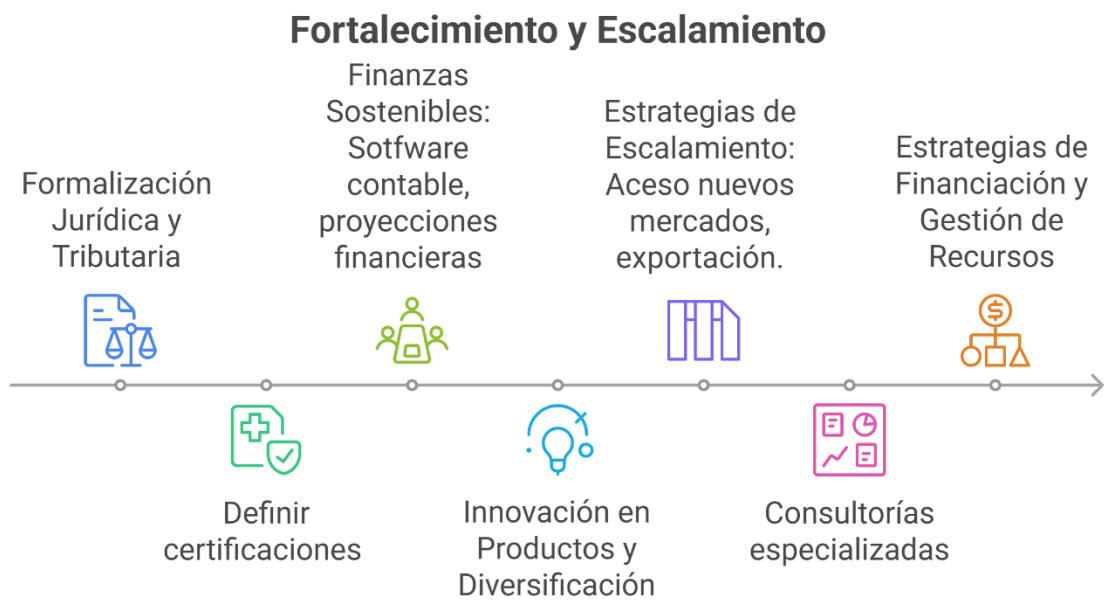 Fortalecimiento y Escalamiento
Formalización
Jurídica y
Tributaria
Definir
certificaciones
Finanzas
Sostenibles:
Sotfware
contable,
proyecciones
financieras
Innovación en
Productos y
Diversificación
Estrategias de
Escalamiento:
Aceso nuevos
mercados,
exportación.
Consultorías
especializadas
Estrategias de
Financiación y
Gestión de
Recursos
$